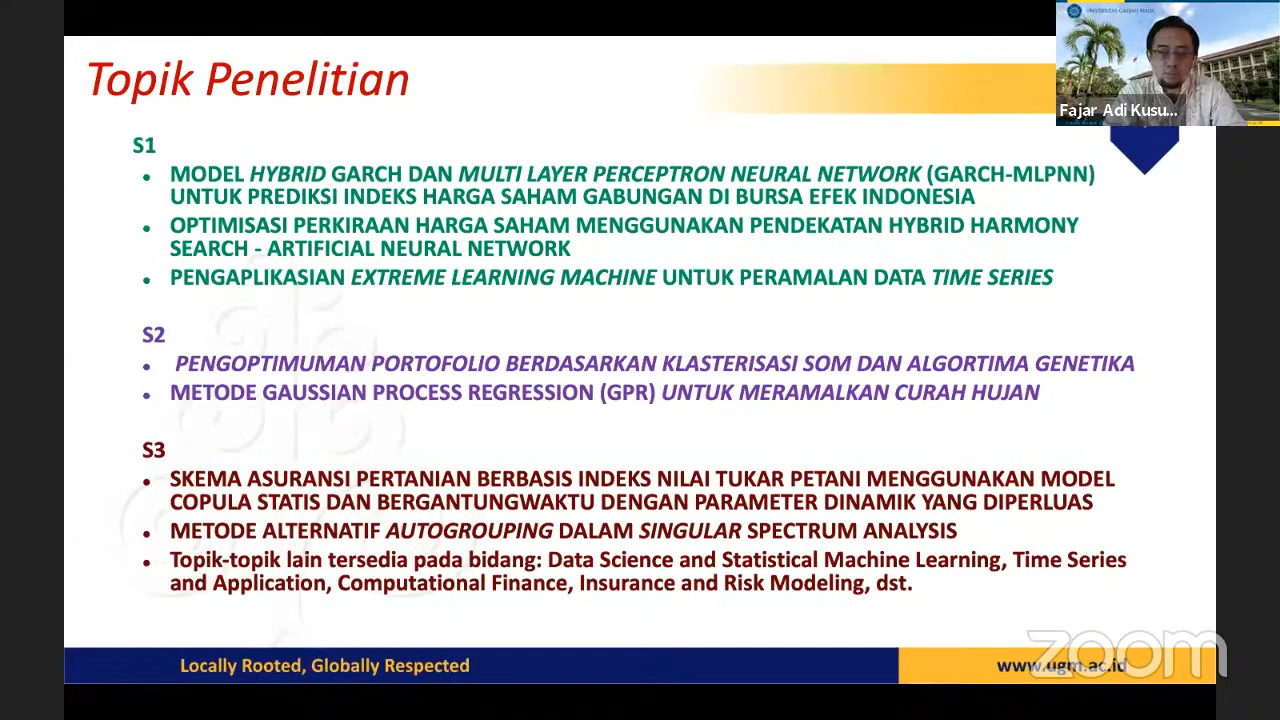 UNIVERSITAS GADJAH MADA
Topik Penelitian
Fajar Adi Kusu...
S1
• MODEL HYBRID GARCH DAN MULTI LAYER PERCEPTRON NEURAL NETWORK (GARCH-MLPNN)
UNTUK PREDIKSI INDEKS HARGA SAHAM GABUNGAN DI BURSA EFEK INDONESIA
• OPTIMISASI PERKIRAAN HARGA SAHAM MENGGUNAKAN PENDEKATAN HYBRID HARMONY
SEARCH - ARTIFICIAL NEURAL NETWORK
• PENGAPLIKASIAN EXTREME LEARNING MACHINE UNTUK PERAMALAN DATA TIME SERIES
S2
• PENGOPTIMUMAN PORTOFOLIO BERDASARKAN KLASTERISASI SOM DAN ALGORTIMA GENETIKA
• METODE GAUSSIAN PROCESS REGRESSION (GPR) UNTUK MERAMALKAN CURAH HUJAN
S3
• SKEMA ASURANSI PERTANIAN BERBASIS INDEKS NILAI TUKAR PETANI MENGGUNAKAN MODEL
COPULA STATIS DAN BERGANTUNGWAKTU DENGAN PARAMETER DINAMIK YANG DIPERLUAS
• METODE ALTERNATIF AUTOGROUPING DALAM SINGULAR SPECTRUM ANALYSIS
• Topik-topik lain tersedia pada bidang: Data Science and Statistical Machine Learning, Time Series
and Application, Computational Finance, Insurance and Risk Modeling, dst.
Locally Rooted, Globally Respected
www.ugm.ac.id
zoom